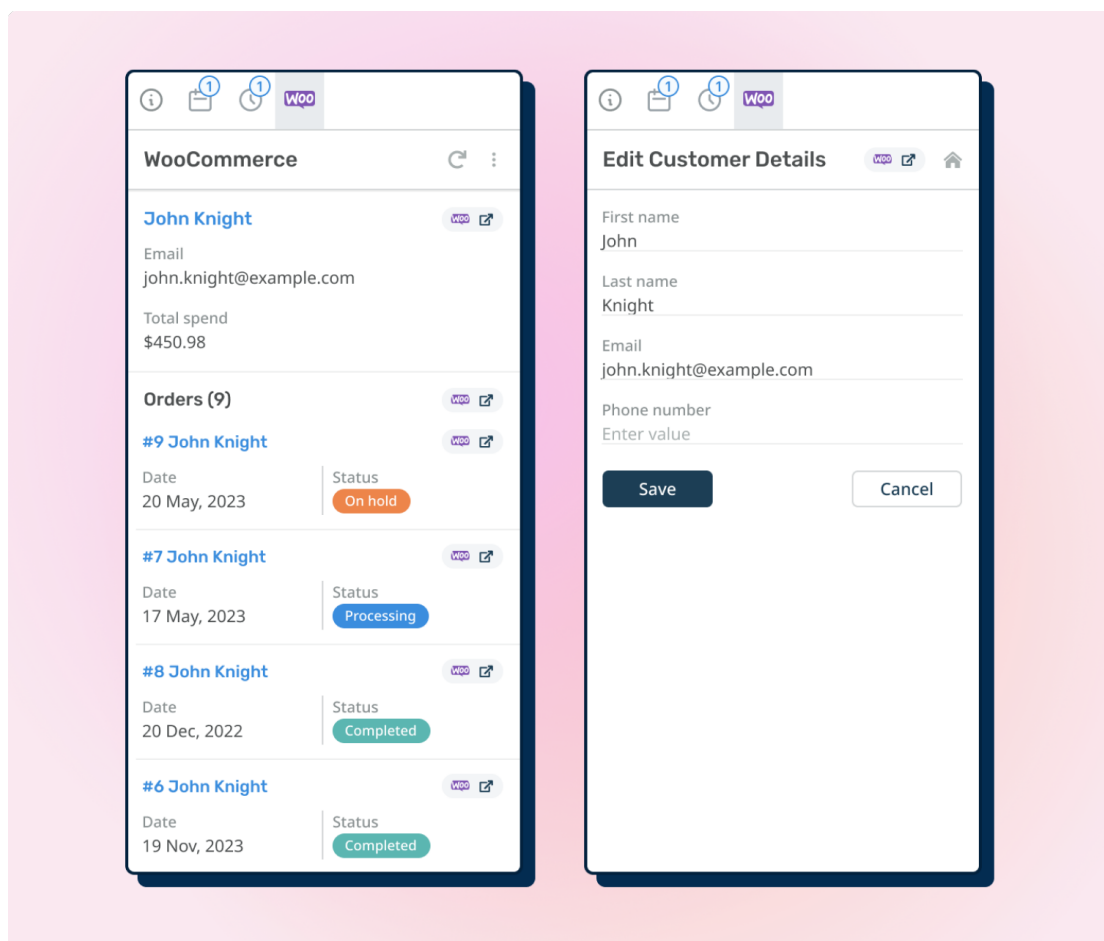 1 1 WOO
WooCommerce
John Knight WOO
Email
john.knight@example.com
Total spend
$450.98
Orders (9) WOO
#9 John Knight WOO
Date Status
20 May, 2023 On hold
#7 John Knight WOO
Date Status
17 May, 2023 Processing
#8 John Knight WOO
Date Status
20 Dec, 2022 Completed
#6 John Knight WOO
Date Status
19 Nov, 2023 Completed
1 1 WOO
Edit Customer Details WOO
First name
John
Last name
Knight
Email
john.knight@example.com
Phone number
Enter value
Save Cancel